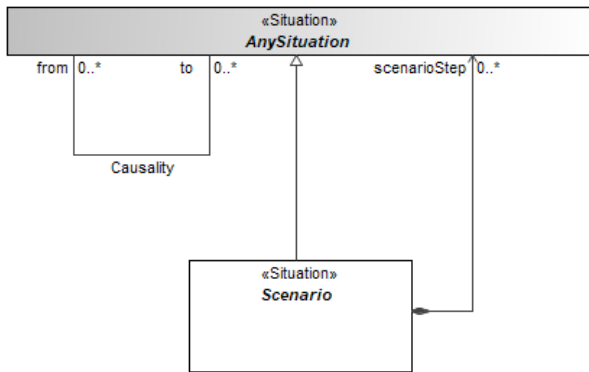 «Situation»
AnySituation
from 0..* to 0..* scenarioStep 0..*
Causality
«Situation»
Scenario